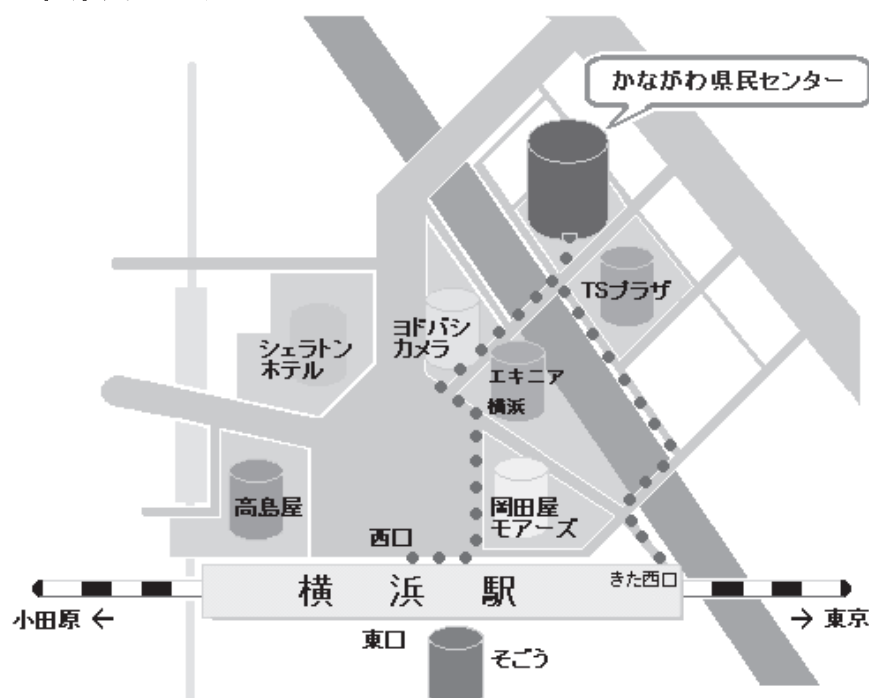 かながわ県民センター
TSプラザ
ヨドバシ
カメラ
シェラトン
ホテル
エキニア
横浜
高島屋
岡田屋
モアーズ
西口
きた西口
横浜駅
小田原 ←
→ 東京
東口
そごう